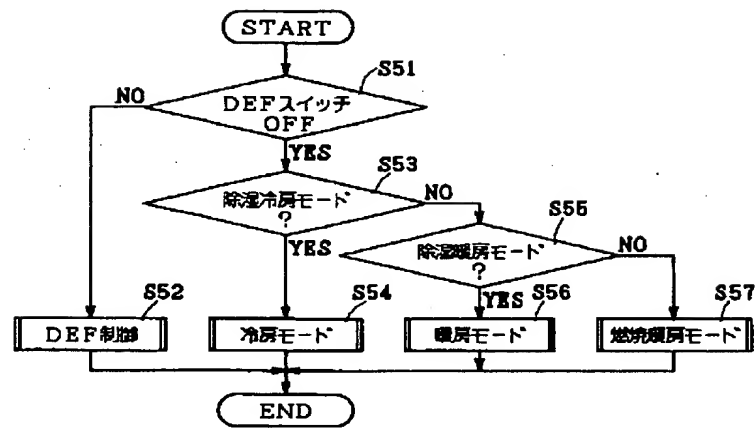 START
S51
NO
DEFスイッチ
OFF
YES
S53
除湿冷房モード
?
NO
S55
YES
除湿暖房モード
?
NO
S52
S54
YES
S56
S57
DEF制御
冷房モード
暖房モード
燃焼暖房モード
END